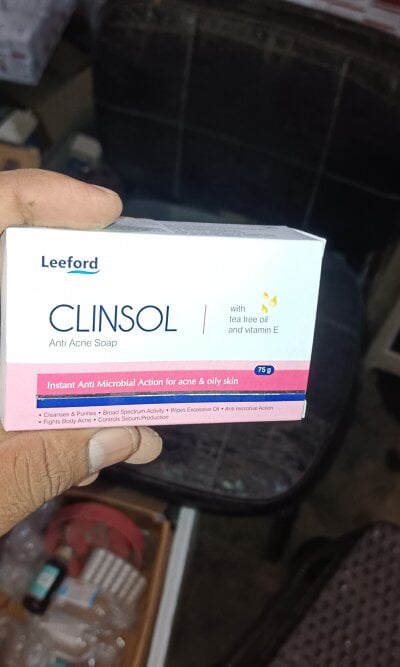 Leeford
CLINSOL
Anti Acne Soap
with
tea tree oil
and vitamin E
75 g
Instant Anti Microbial Action for acne & oily skin
• Cleanses & Purifies • Broad Spectrum Activity • Wipes Excessive Oil • Anti microbial Action
• Fights Body Acne • Controls Sebum Production